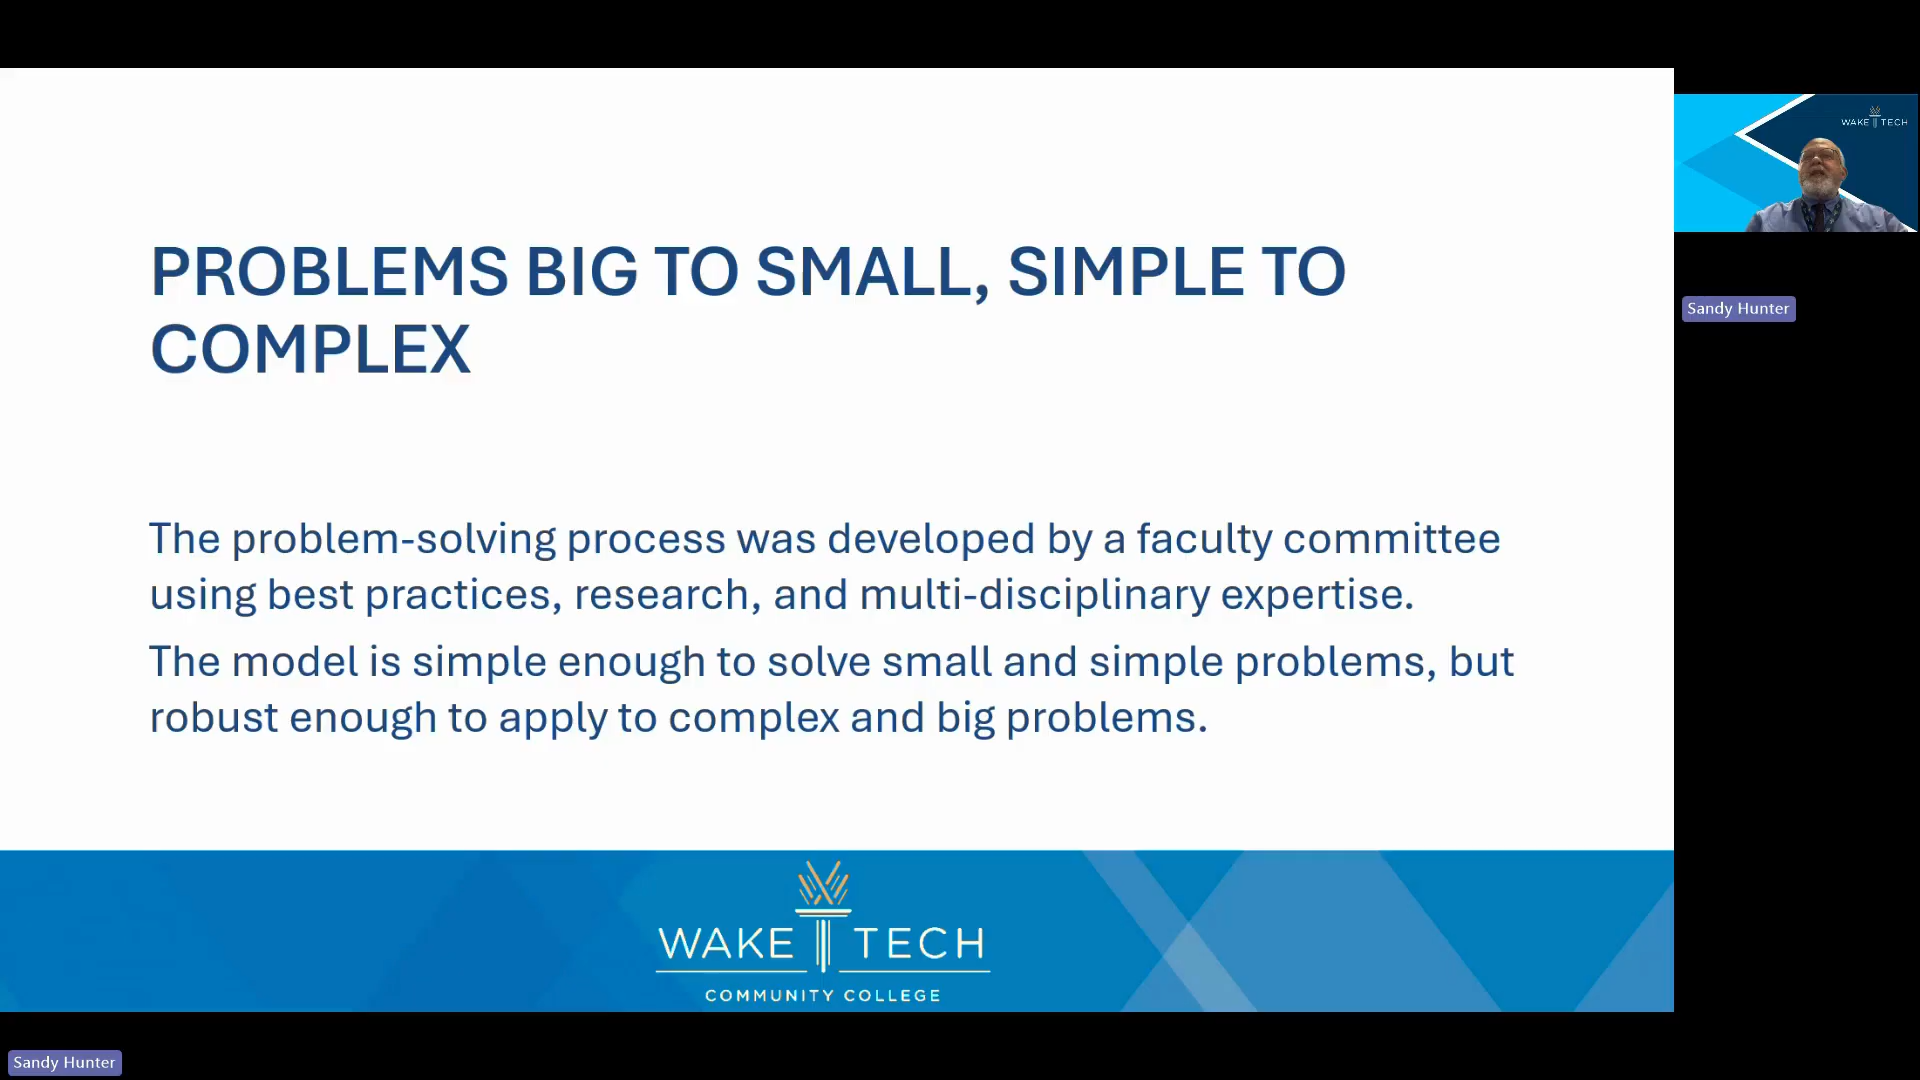 PROBLEMS BIG TO SMALL, SIMPLE TO
COMPLEX
The problem-solving process was developed by a faculty committee
using best practices, research, and multi-disciplinary expertise.
The model is simple enough to solve small and simple problems, but
robust enough to apply to complex and big problems.
WAKE TECH
COMMUNITY COLLEGE
WAKE TECH
Sandy Hunter
Sandy Hunter